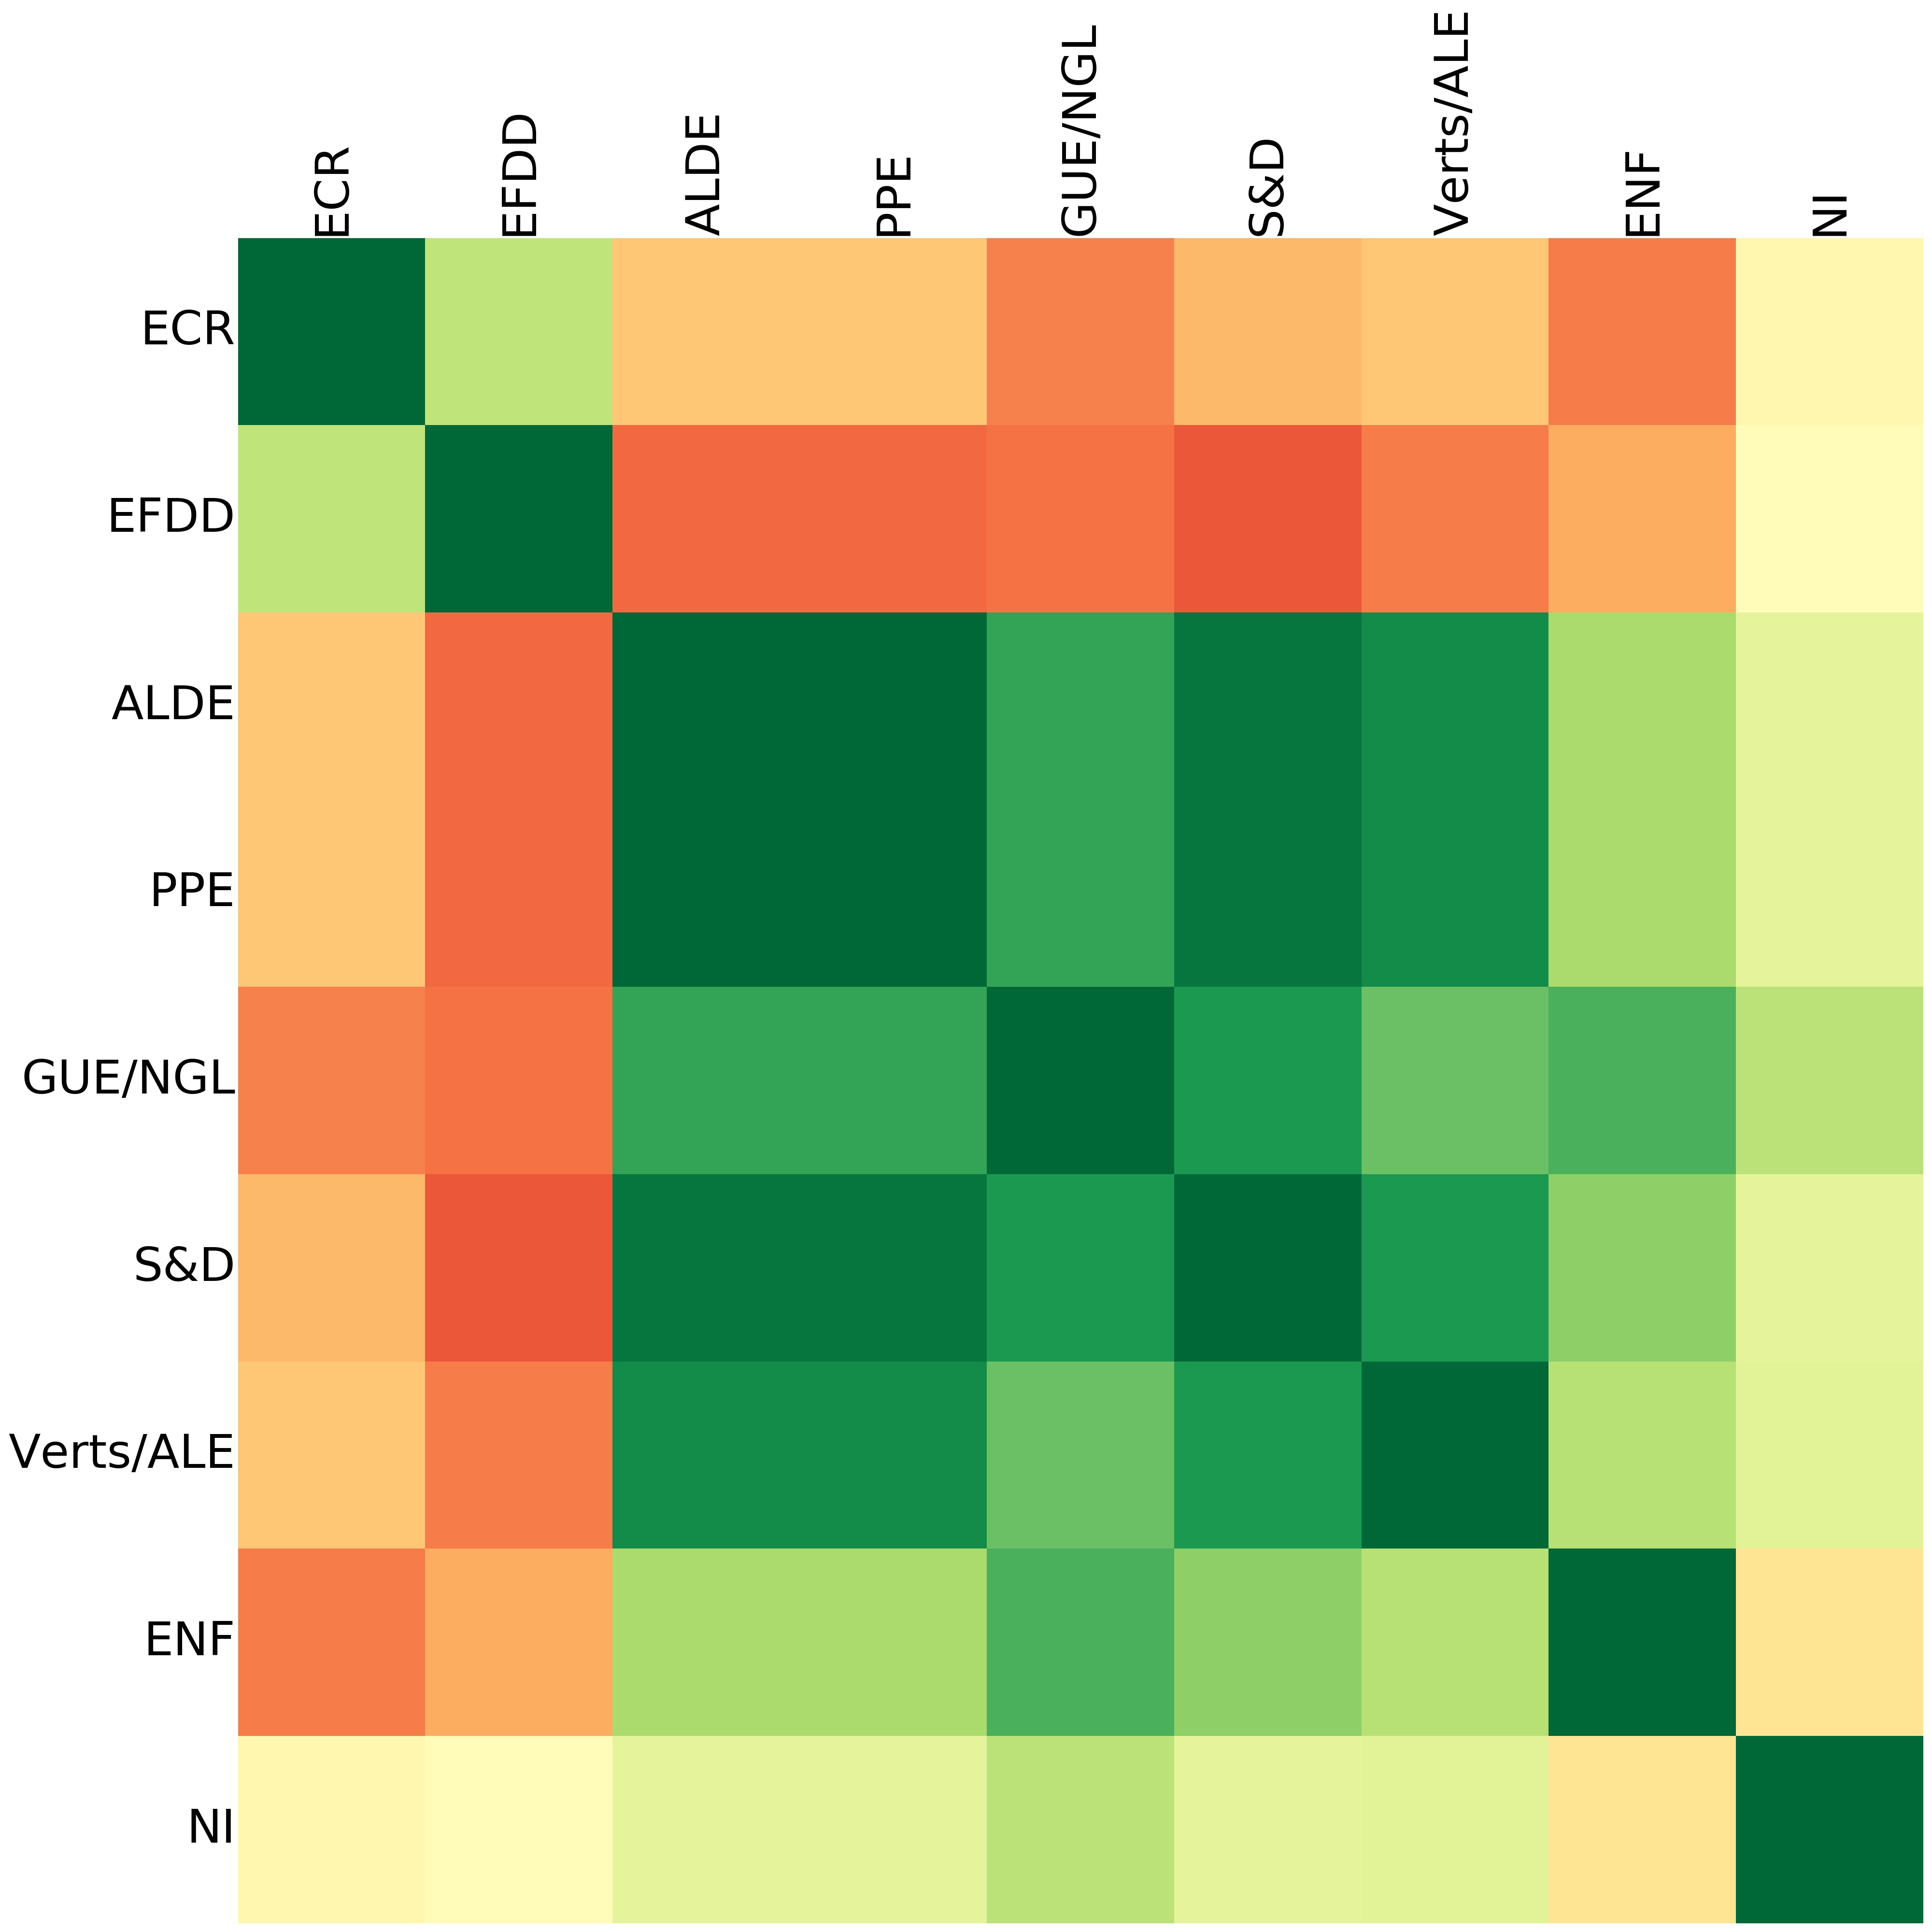 ECR
EFDD
ALDE
PPE
GUE/NGL
S&D
Verts/ALE
ENF
NI
ECR
EFDD
ALDE
PPE
GUE/NGL
S&D
Verts/ALE
ENF
NI